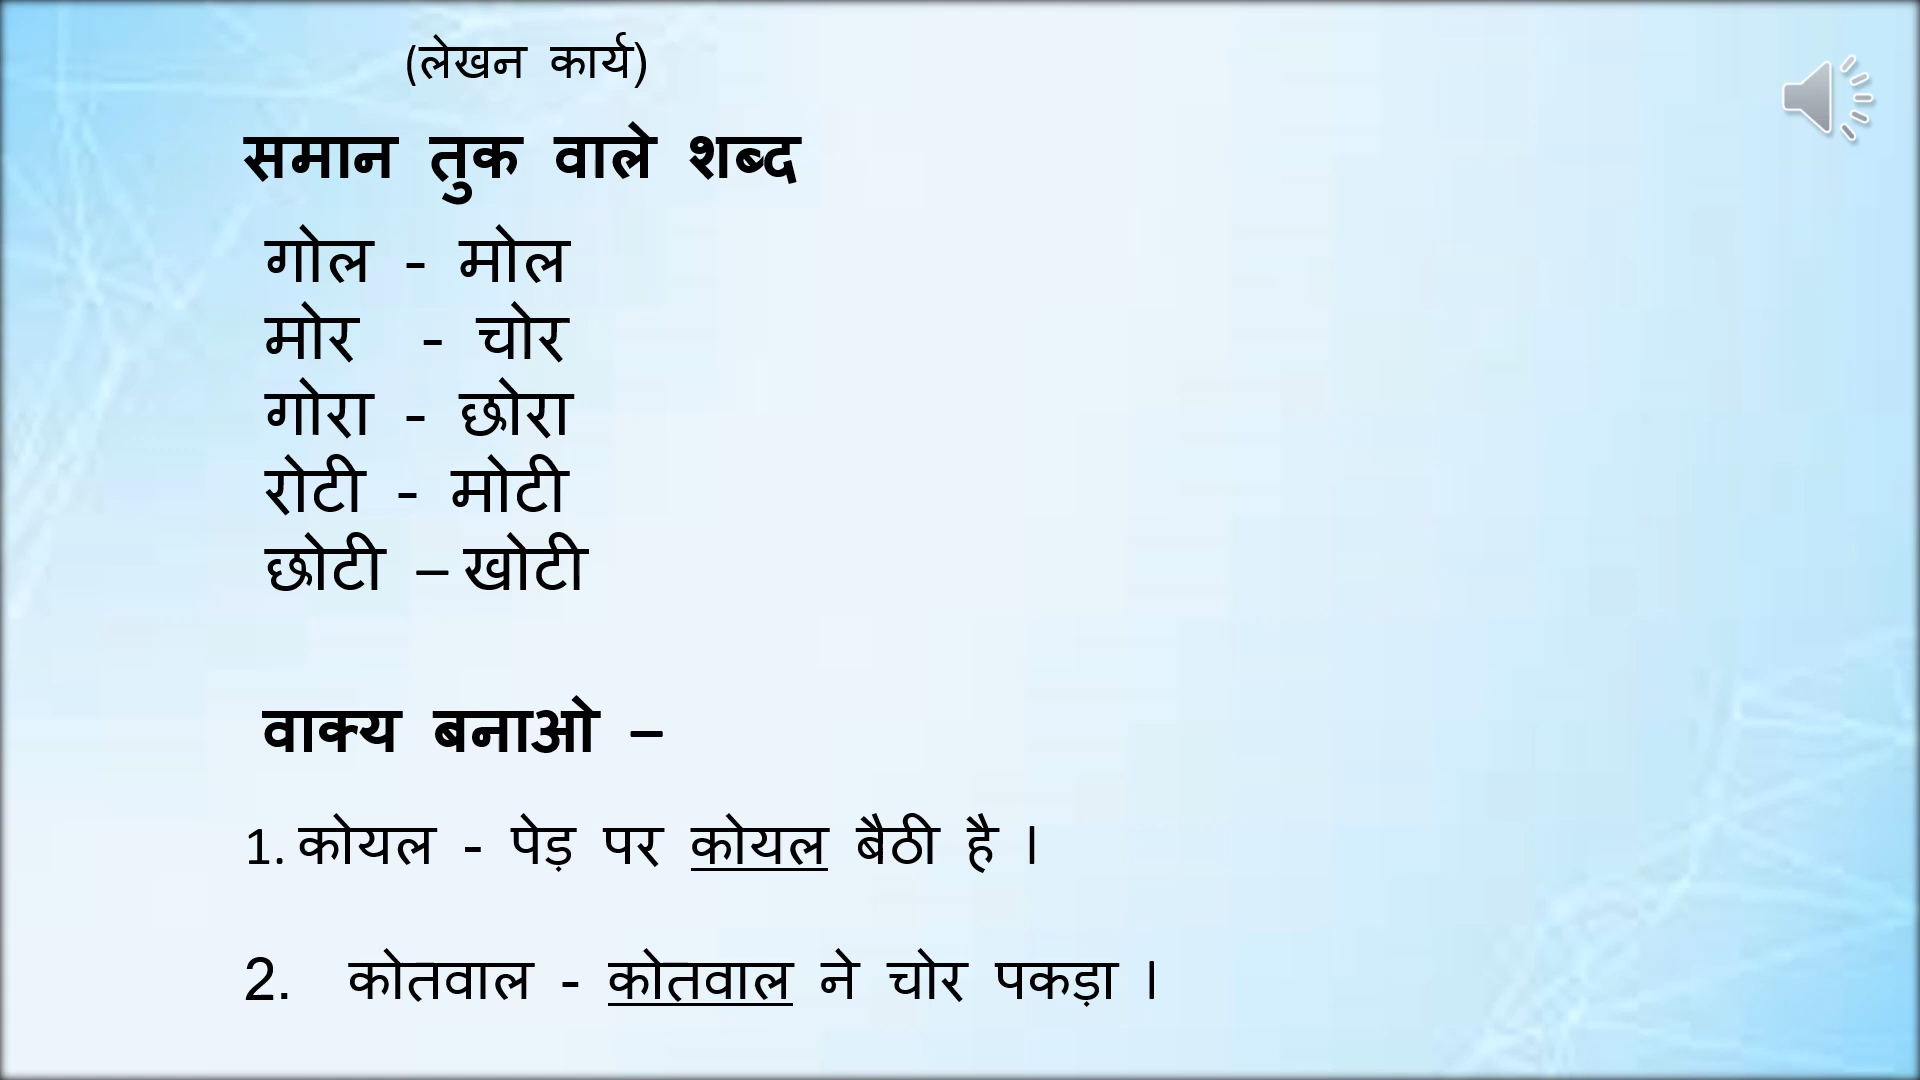 (लेखन कार्य)
समान तुक वाले शब्द
गोल - मोल
मोर - चोर
गोरा - छोरा
रोटी - मोटी
छोटी – खोटी
वाक्य बनाओ –
1. कोयल - पेड़ पर कोयल बैठी है ।
2. कोतवाल - कोतवाल ने चोर पकड़ा ।